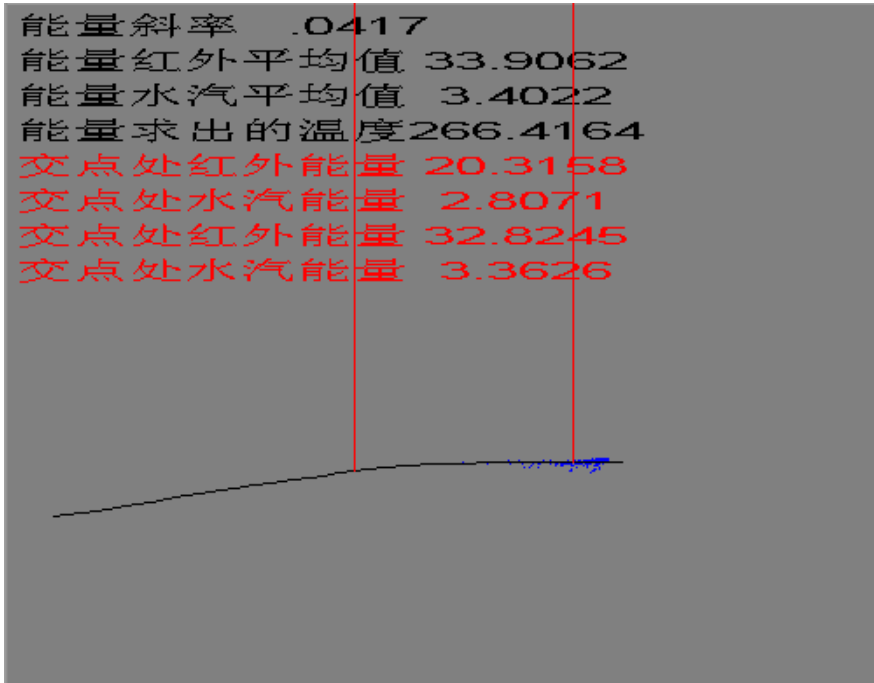 能量斜率 .0417
能量红外平均值 33.9062
能量水汽平均值 3.4022
能量求出的温度266.4164
交点处红外能量 20.3158
交点处水汽能量 2.8071
交点处红外能量 32.8245
交点处水汽能量 3.3626